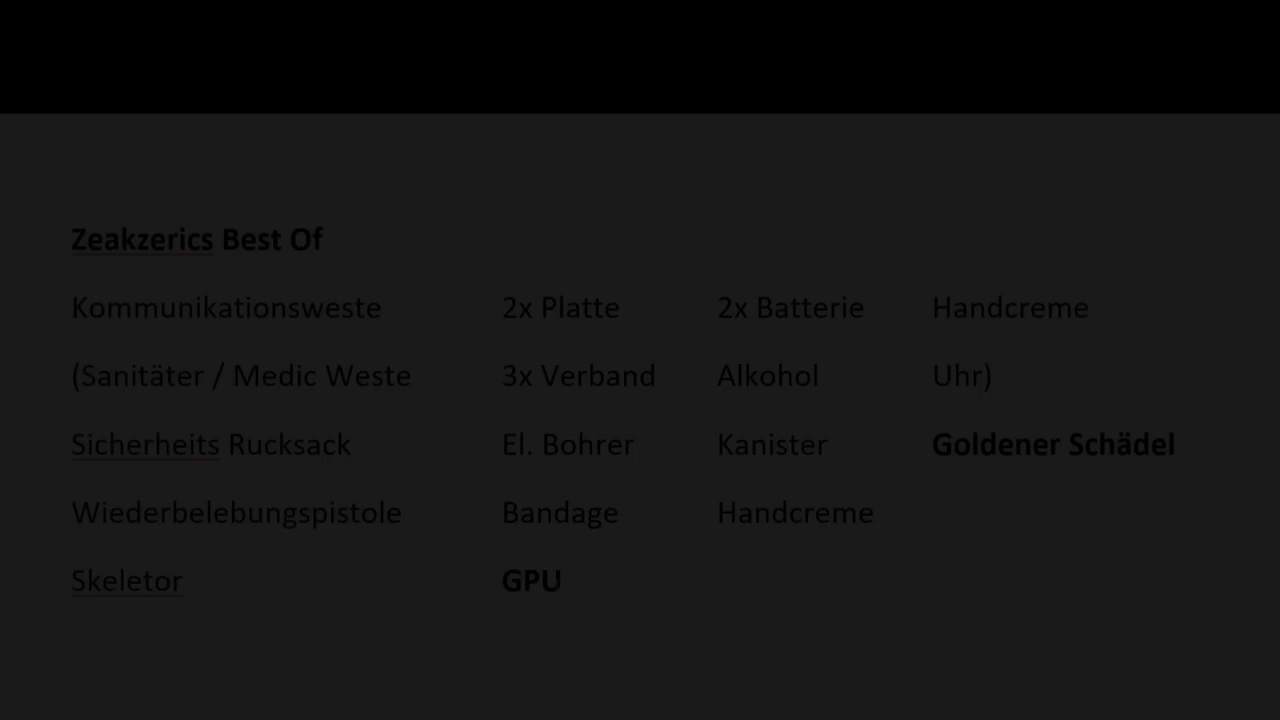 Zeakzerics Best Of
Kommunikationsweste 2x Platte 2x Batterie Handcreme
(Sanitäter / Medic Weste 3x Verband Alkohol Uhr)
Sicherheits Rucksack El. Bohrer Kanister Goldener Schädel
Wiederbelebungspistole Bandage Handcreme
Skeletor GPU